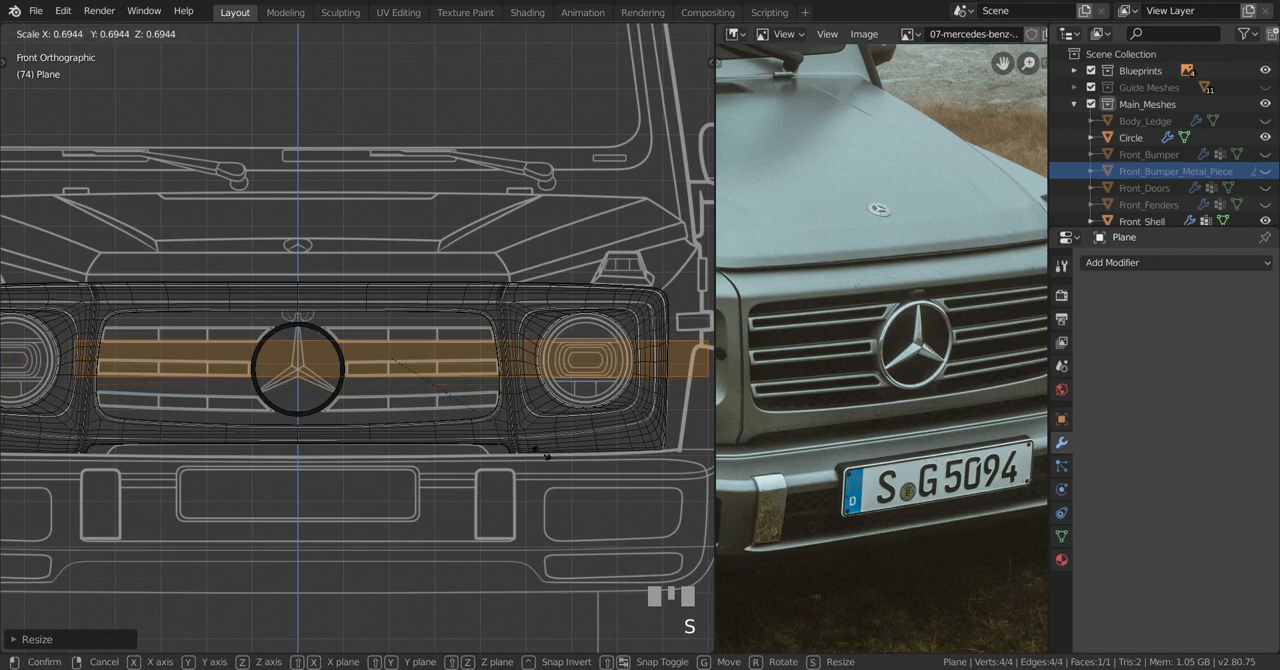 File Edit Render Window Help Layout Modeling Sculpting UV Editing Texture Paint Shading Animation Rendering Compositing Scripting + Scene View Layer
Scale X: 0.6944 Y: 0.6944 Z: 0.6944
View View Image 07-mercedes-benz-..
Front Orthographic
(74) Plane
Scene Collection
Blueprints 4
Guide Meshes 11
Main_Meshes
Body_Ledge
Circle
Front_Bumper
Front_Bumper_Metal_Piece
Front_Doors
Front_Fenders
Front_Shell
Plane
Add Modifier
S G 5094
D
S
Resize
Confirm Cancel X X axis Y Y axis Z Z axis X X plane Y Y plane Z Z plane Snap Invert Snap Toggle G Move R Rotate S Resize Plane | Verts:4/4 | Edges:4/4 | Faces:1/1 | Tris:2 | Mem: 1.05 GB | v2.80.75